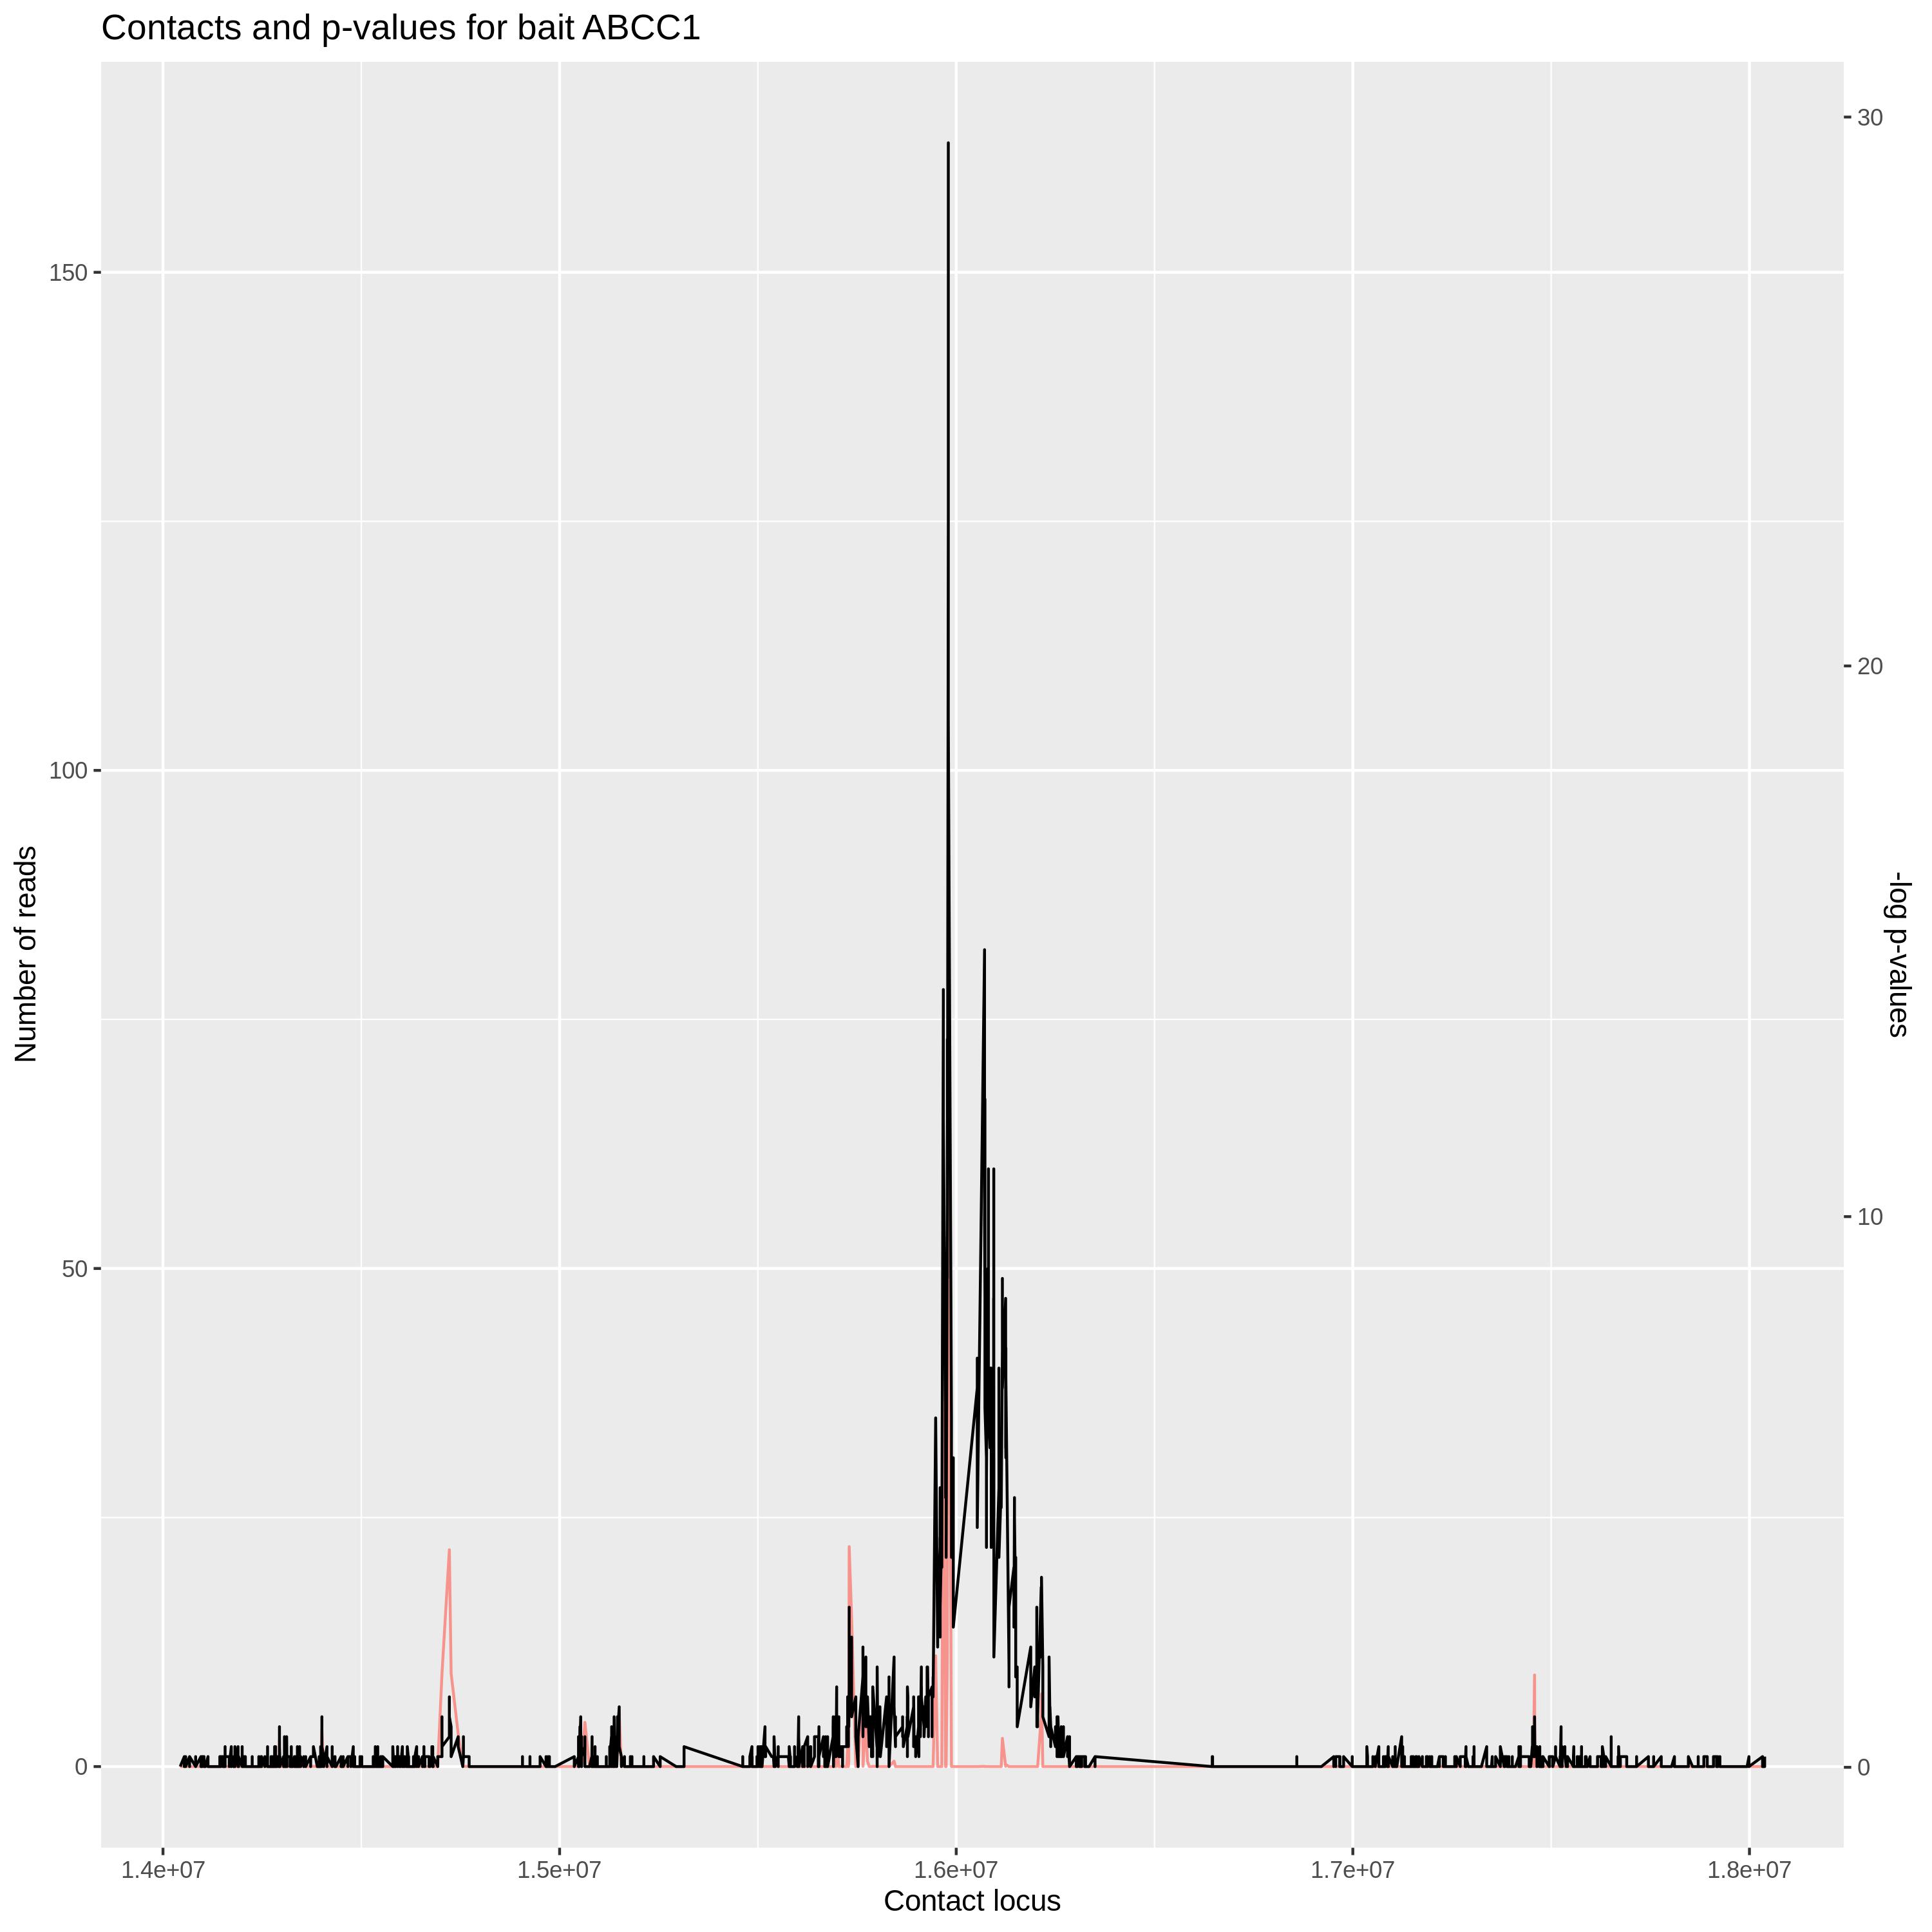 Contacts and p-values for bait ABCC1
Number of reads
150
100
50
0
30
20
10
0
-log p-values
1.4e+07
1.5e+07
1.6e+07
1.7e+07
1.8e+07
Contact locus